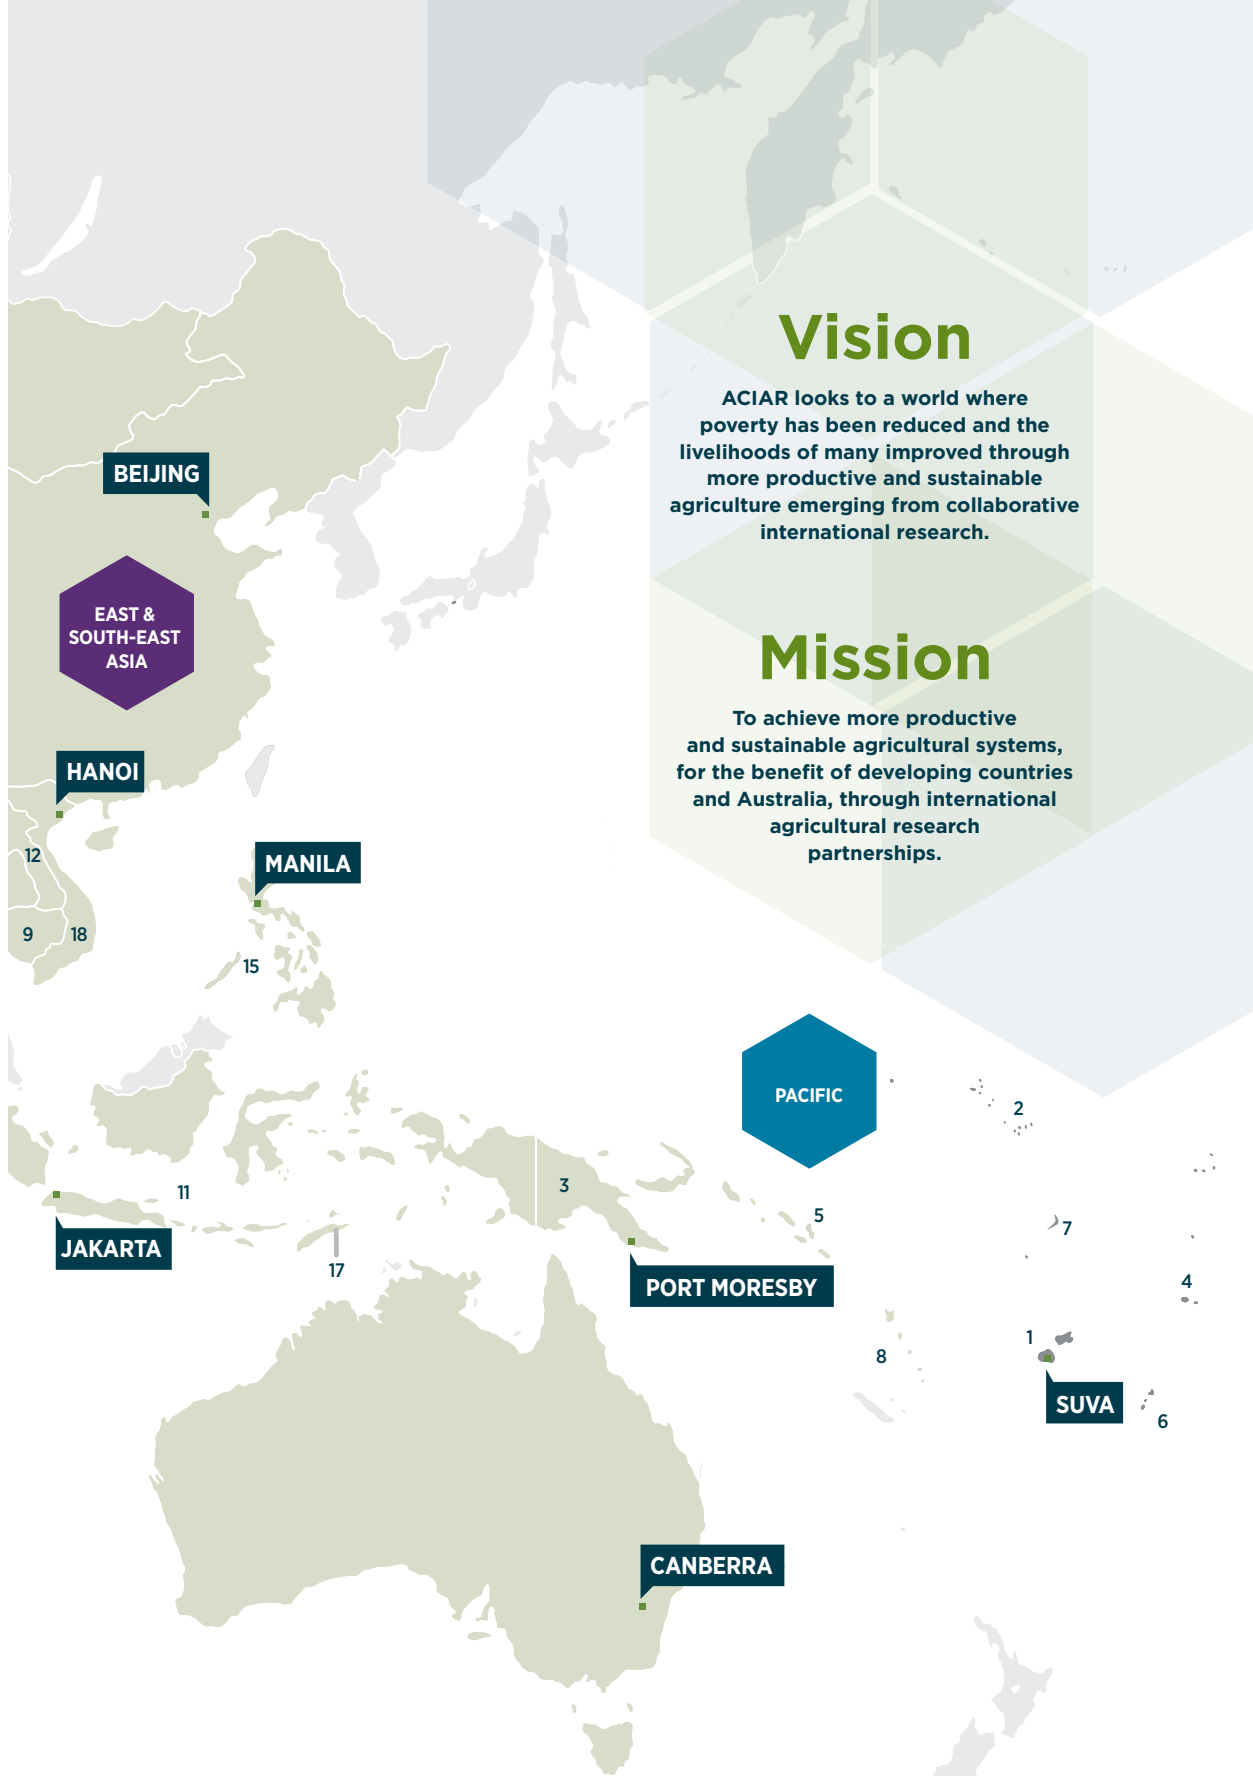 Vision
ACIAR looks to a world where
poverty has been reduced and the
livelihoods of many improved through
more productive and sustainable
agriculture emerging from collaborative
international research.
BEIJING
EAST &
SOUTH-EAST
ASIA
Mission
To achieve more productive
and sustainable agricultural systems,
for the benefit of developing countries
and Australia, through international
agricultural research
partnerships.
HANOI
12
MANILA
9
18
15
PACIFIC
2
3
11
5
7
JAKARTA
17
PORT MORESBY
4
1
8
SUVA
6
CANBERRA